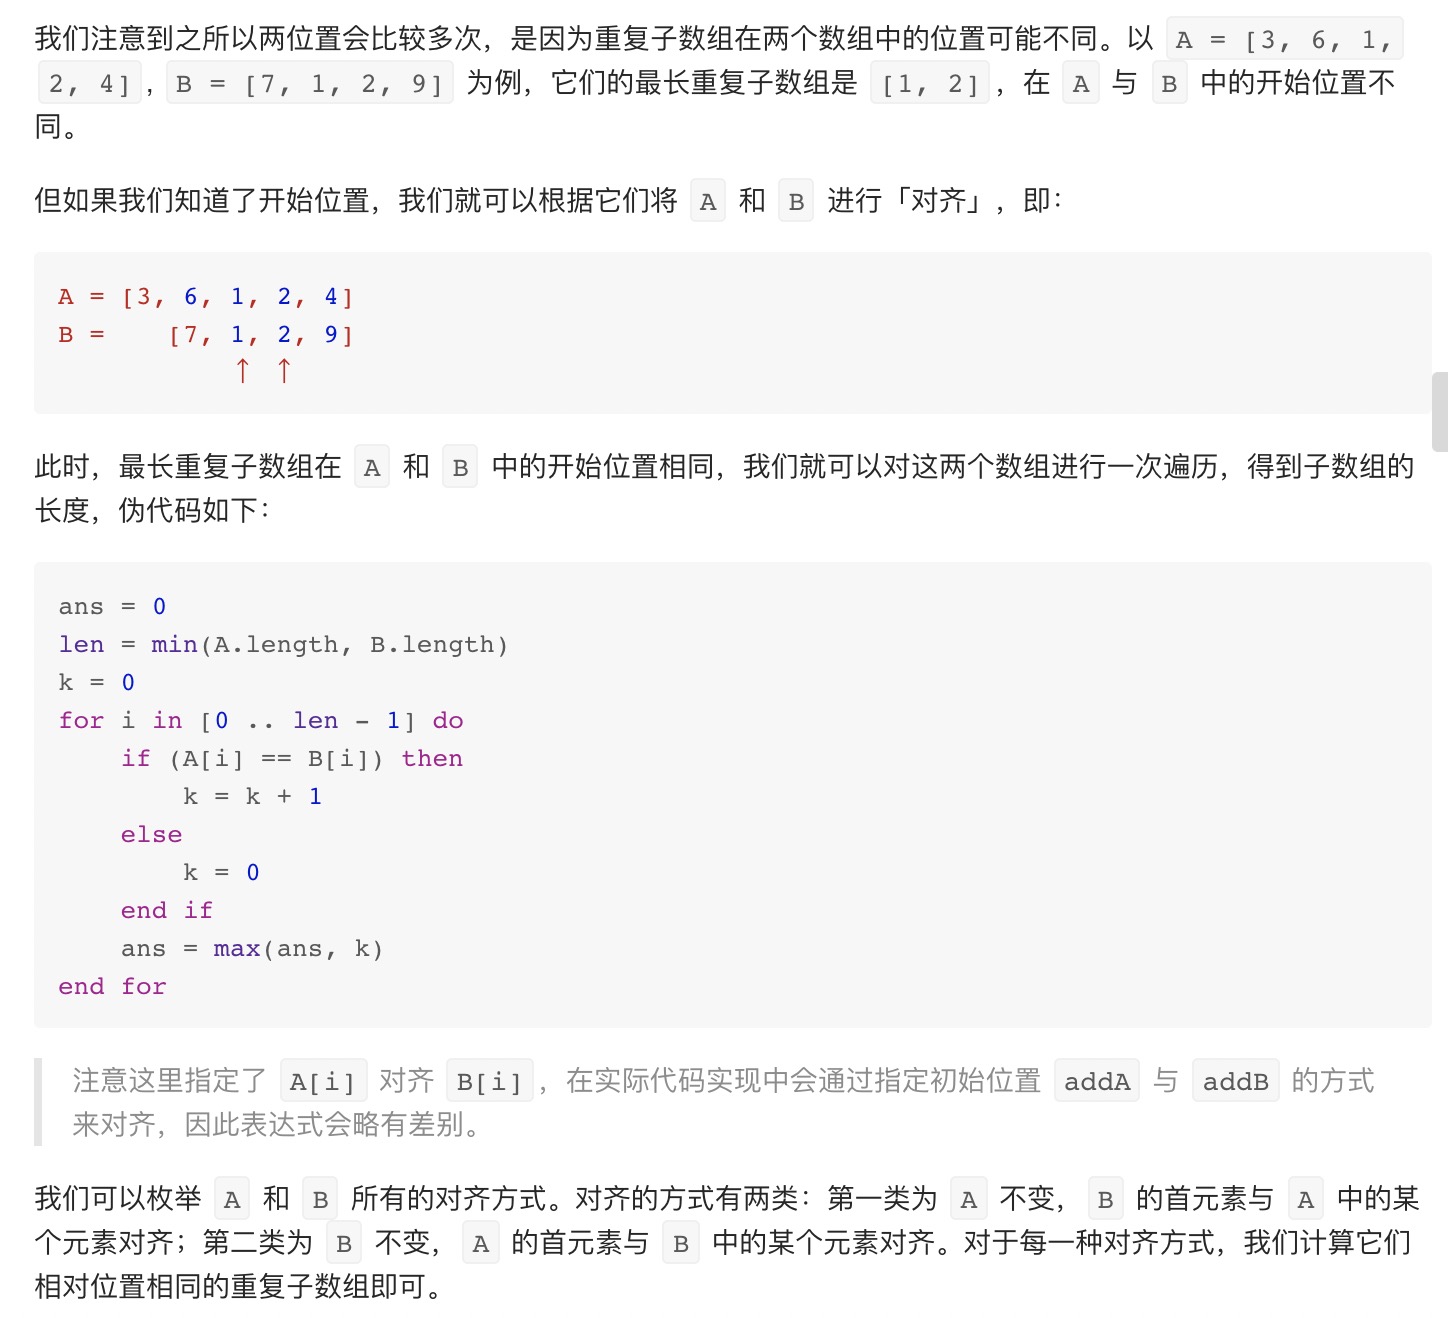 我们注意到之所以两位置会比较多次，是因为重复子数组在两个数组中的位置可能不同。以 A = [3, 6, 1,
2, 4]，B = [7, 1, 2, 9] 为例，它们的最长重复子数组是 [1, 2]，在 A 与 B 中的开始位置不
同。
但如果我们知道了开始位置，我们就可以根据它们将 A 和 B 进行「对齐」，即：
A = [3, 6, 1, 2, 4]
B =    [7, 1, 2, 9]
           ↑  ↑
此时，最长重复子数组在 A 和 B 中的开始位置相同，我们就可以对这两个数组进行一次遍历，得到子数组的
长度，伪代码如下：
ans = 0
len = min(A.length, B.length)
k = 0
for i in [0 .. len - 1] do
    if (A[i] == B[i]) then
        k = k + 1
    else
        k = 0
    end if
    ans = max(ans, k)
end for
注意这里指定了 A[i] 对齐 B[i]，在实际代码实现中会通过指定初始位置 addA 与 addB 的方式
来对齐，因此表达式会略有差别。
我们可以枚举 A 和 B 所有的对齐方式。对齐的方式有两类：第一类为 A 不变，B 的首元素与 A 中的某
个元素对齐；第二类为 B 不变，A 的首元素与 B 中的某个元素对齐。对于每一种对齐方式，我们计算它们
相对位置相同的重复子数组即可。